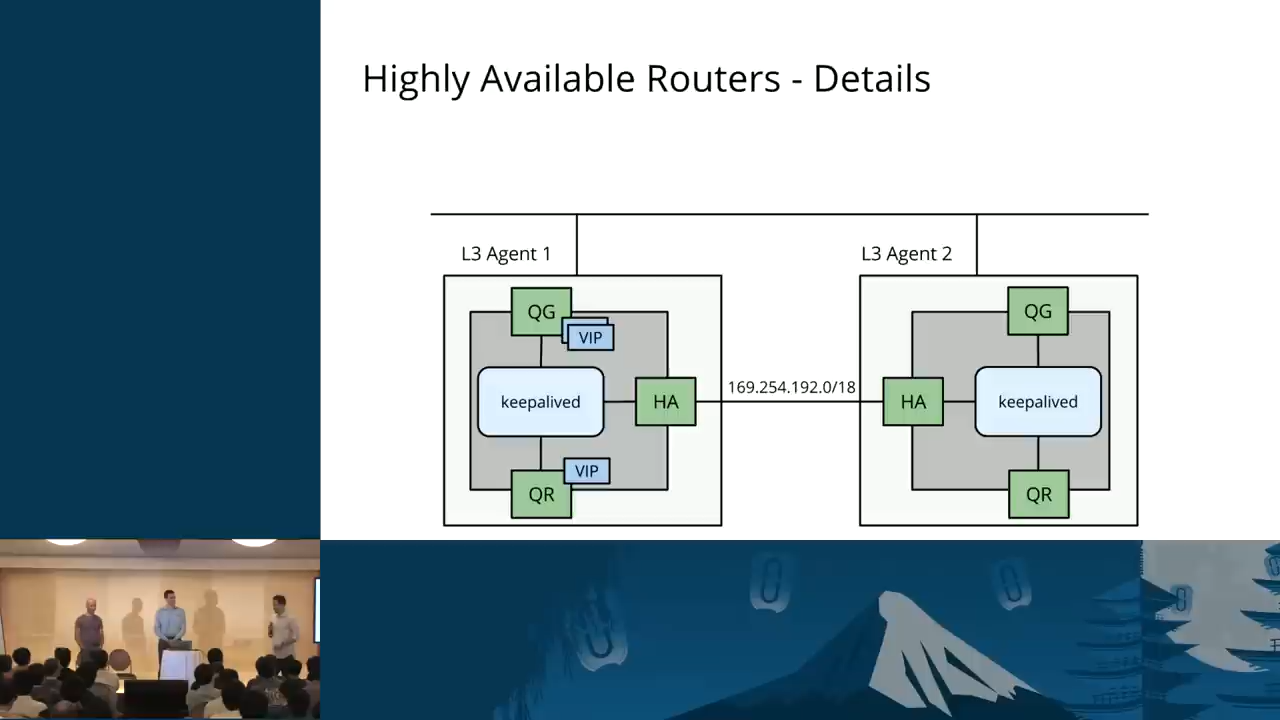 Highly Available Routers - Details
L3 Agent 1
L3 Agent 2
QG
VIP
keepalived
HA
VIP
QR
169.254.192.0/18
QG
HA
keepalived
QR